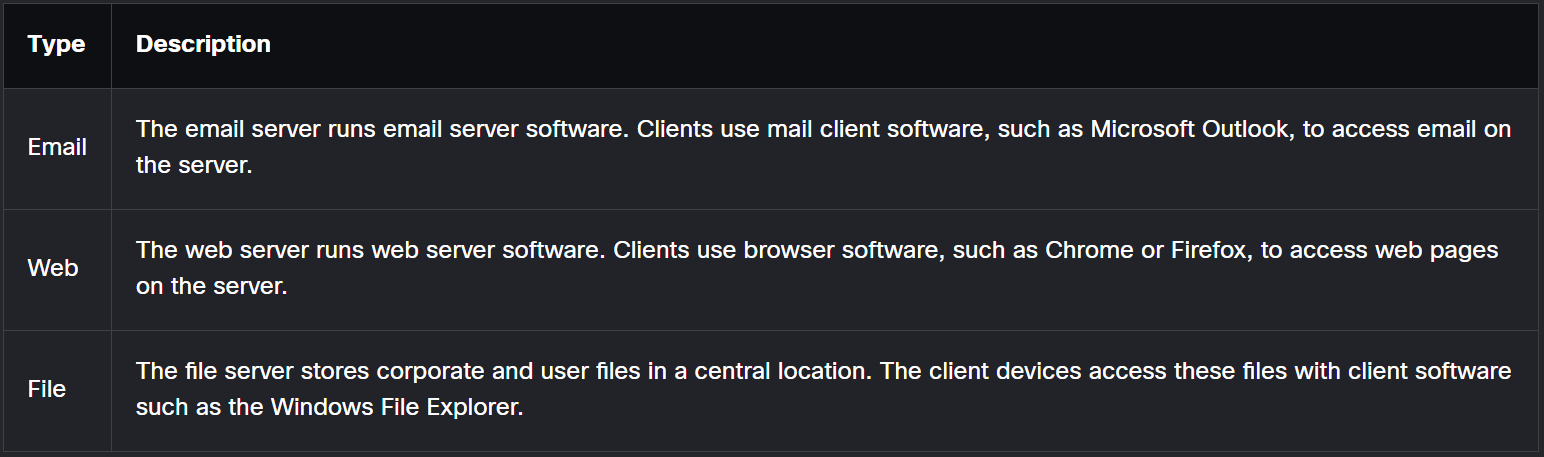 Type
Description
Email
The email server runs email server software. Clients use mail client software, such as Microsoft Outlook, to access email on
the server.
Web
The web server runs web server software. Clients use browser software, such as Chrome or Firefox, to access web pages
on the server.
File
The file server stores corporate and user files in a central location. The client devices access these files with client software
such as the Windows File Explorer.